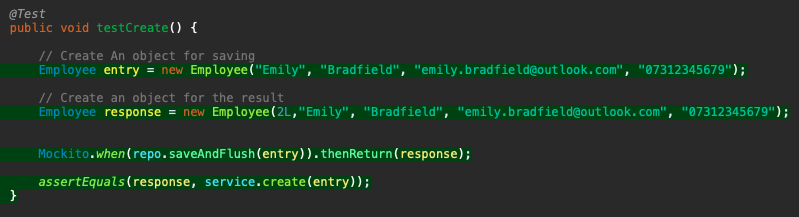 @Test
public void testCreate() {
// Create An object for saving
Employee entry = new Employee("Emily", "Bradfield", "emily.bradfield@outlook.com", "07312345679");
// Create an object for the result
Employee response = new Employee(2L,"Emily", "Bradfield", "emily.bradfield@outlook.com", "07312345679");
Mockito.when(repo.saveAndFlush(entry)).thenReturn(response);
assertEquals(response, service.create(entry));
}